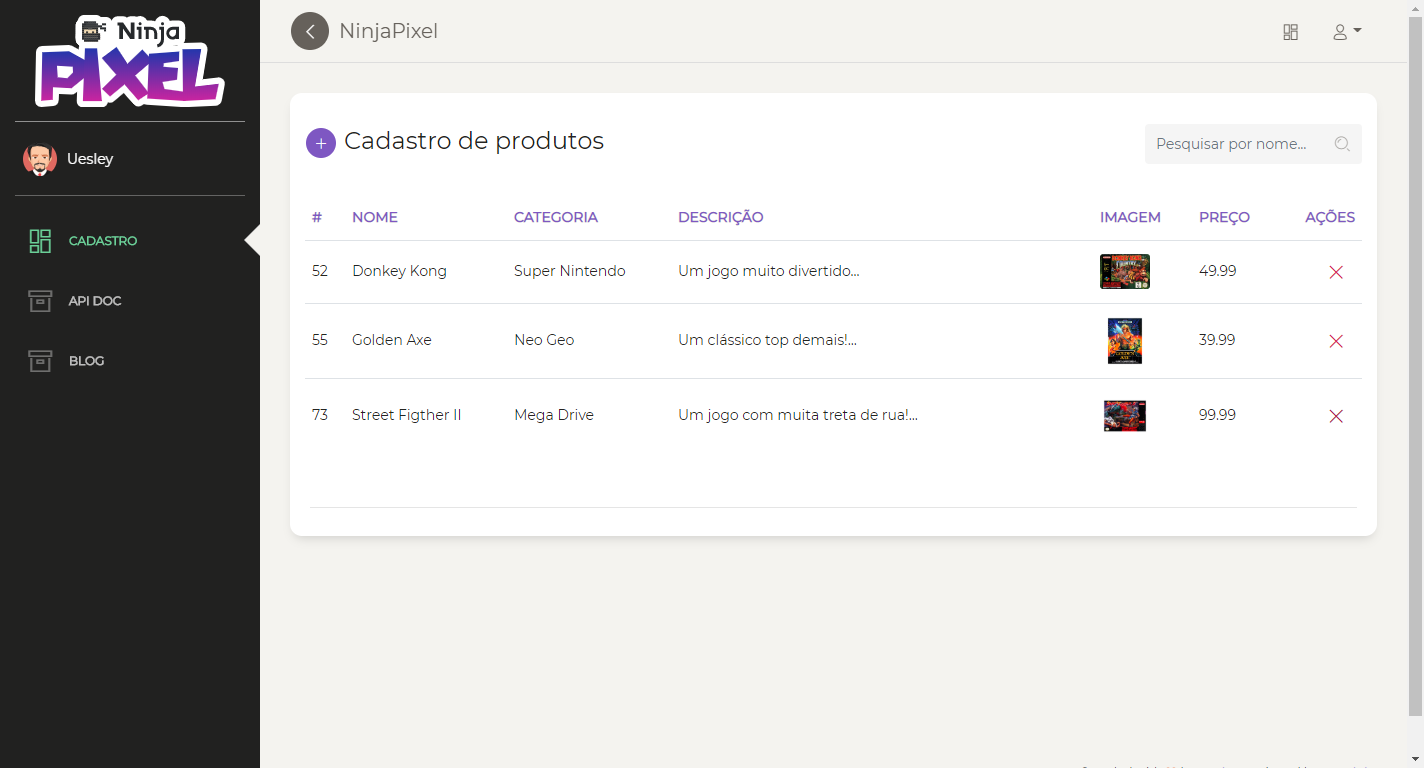 Ninja
PIXEL
NinjaPixel
Uesley
CADASTRO
API DOC
BLOG
Cadastro de produtos
Pesquisar por nome...
# NOME CATEGORIA DESCRIÇÃO IMAGEM PREÇO AÇÕES
52 Donkey Kong Super Nintendo Um jogo muito divertido... 49.99
55 Golden Axe Neo Geo Um clássico top demais!... 39.99
73 Street Figther II Mega Drive Um jogo com muita treta de rua!... 99.99